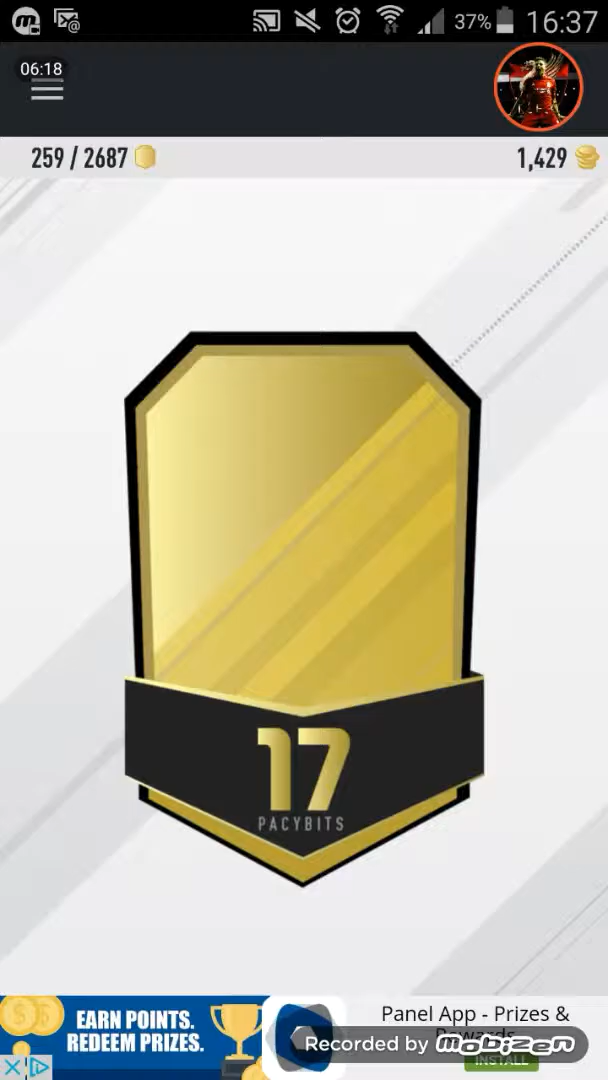 37% 16:37
06:18
259 / 2687
1,429
17
PACYBITS
EARN POINTS.
REDEEM PRIZES.
Panel App - Prizes &
Rewards
Recorded by mobizen
INSTALL